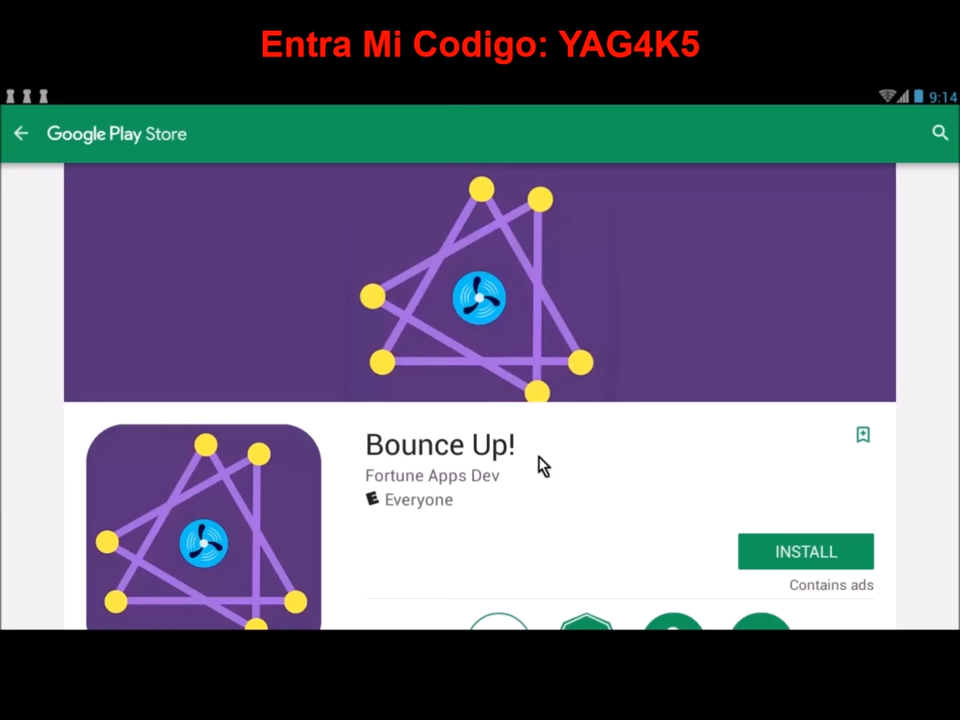 Entra Mi Codigo: YAG4K5
9:14
Google Play Store
Bounce Up!
Fortune Apps Dev
E Everyone
INSTALL
Contains ads